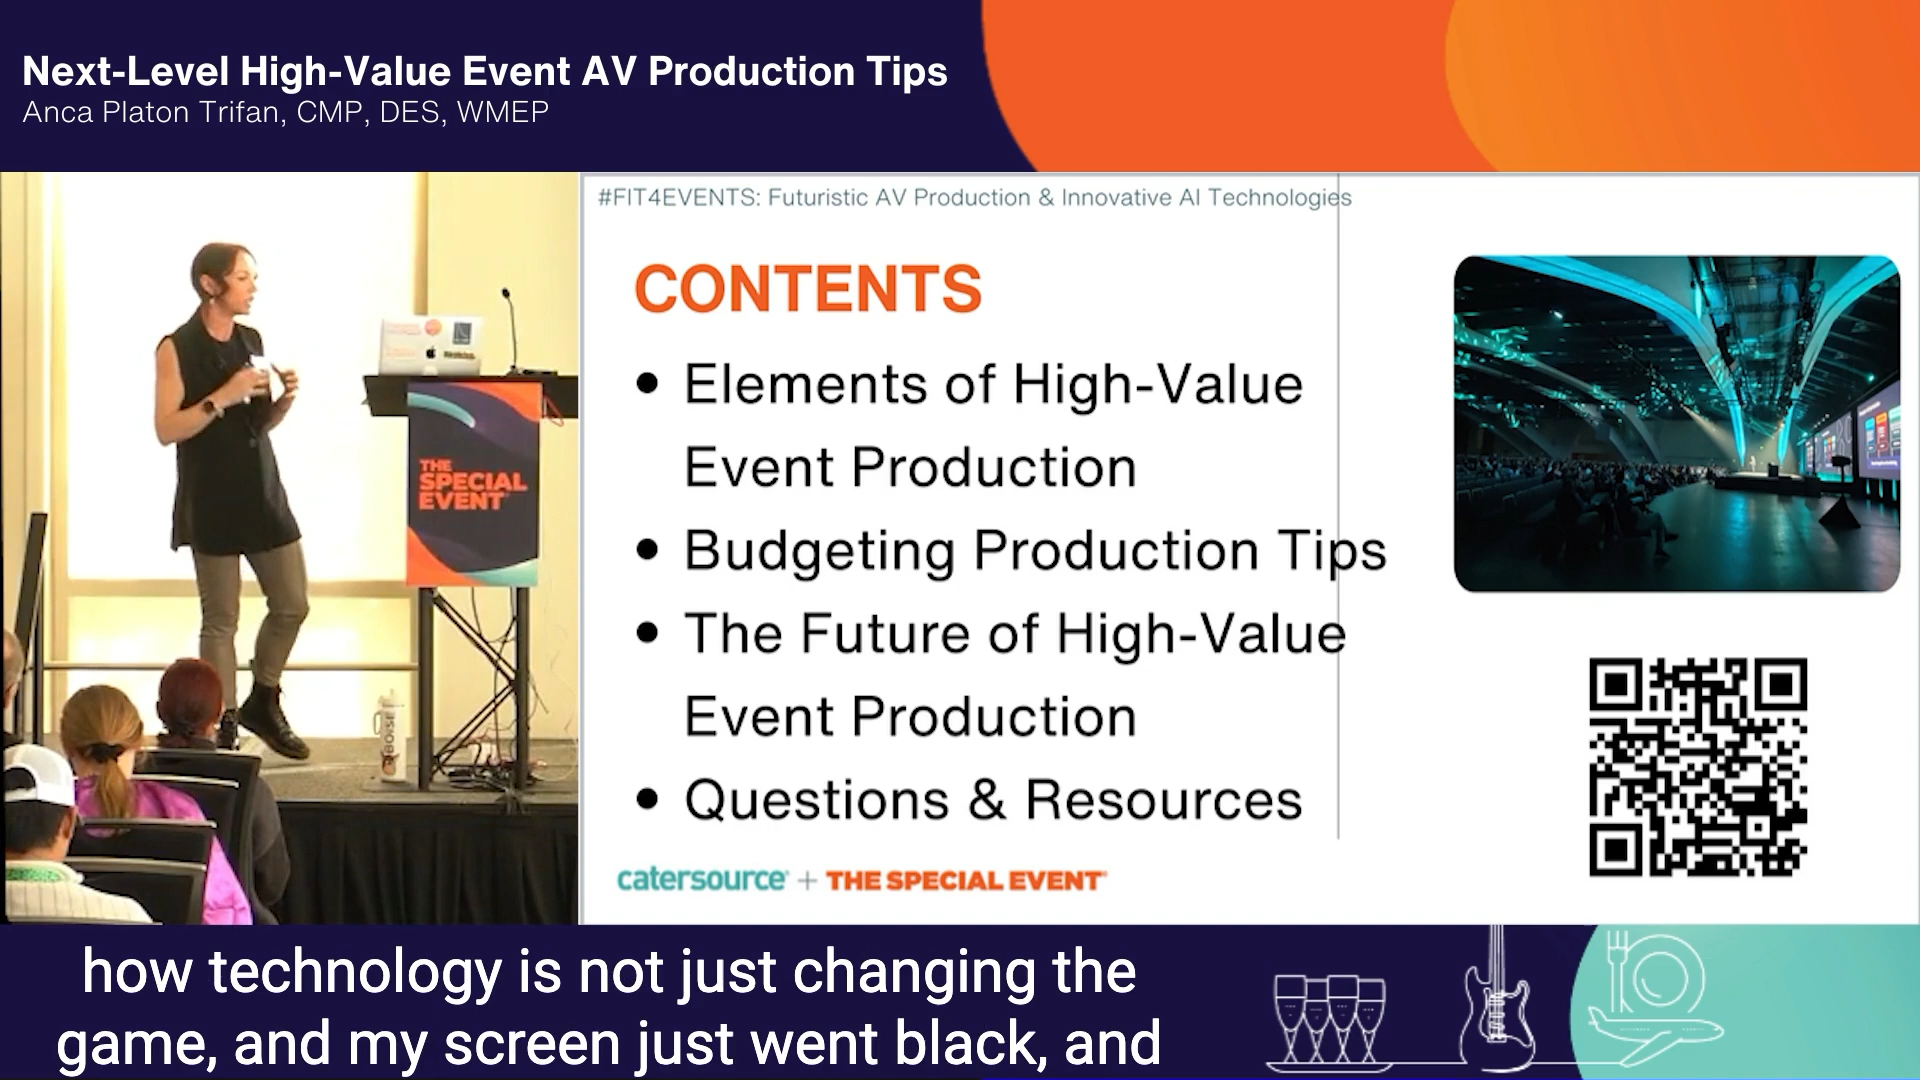 Next-Level High-Value Event AV Production Tips
Anca Platon Trifan, CMP, DES, WMEP
#FIT4EVENTS: Futuristic AV Production & Innovative AI Technologies
CONTENTS
• Elements of High-Value
Event Production
• Budgeting Production Tips
• The Future of High-Value
Event Production
• Questions & Resources
catersource + THE SPECIAL EVENT
THE
SPECIAL
EVENT
BOISE
how technology is not just changing the
game, and my screen just went black, and